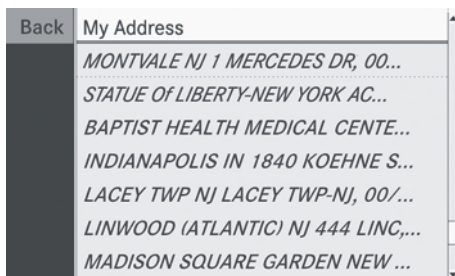 Back My Address
MONTVALE NJ 1 MERCEDES DR, 00...
STATUE Of LIBERTY-NEW YORK AC...
BAPTIST HEALTH MEDICAL CENTE...
INDIANAPOLIS IN 1840 KOEHNE S...
LACEY TWP NJ LACEY TWP-NJ, 00/...
LINWOOD (ATLANTIC) NJ 444 LINC,...
MADISON SQUARE GARDEN NEW ...